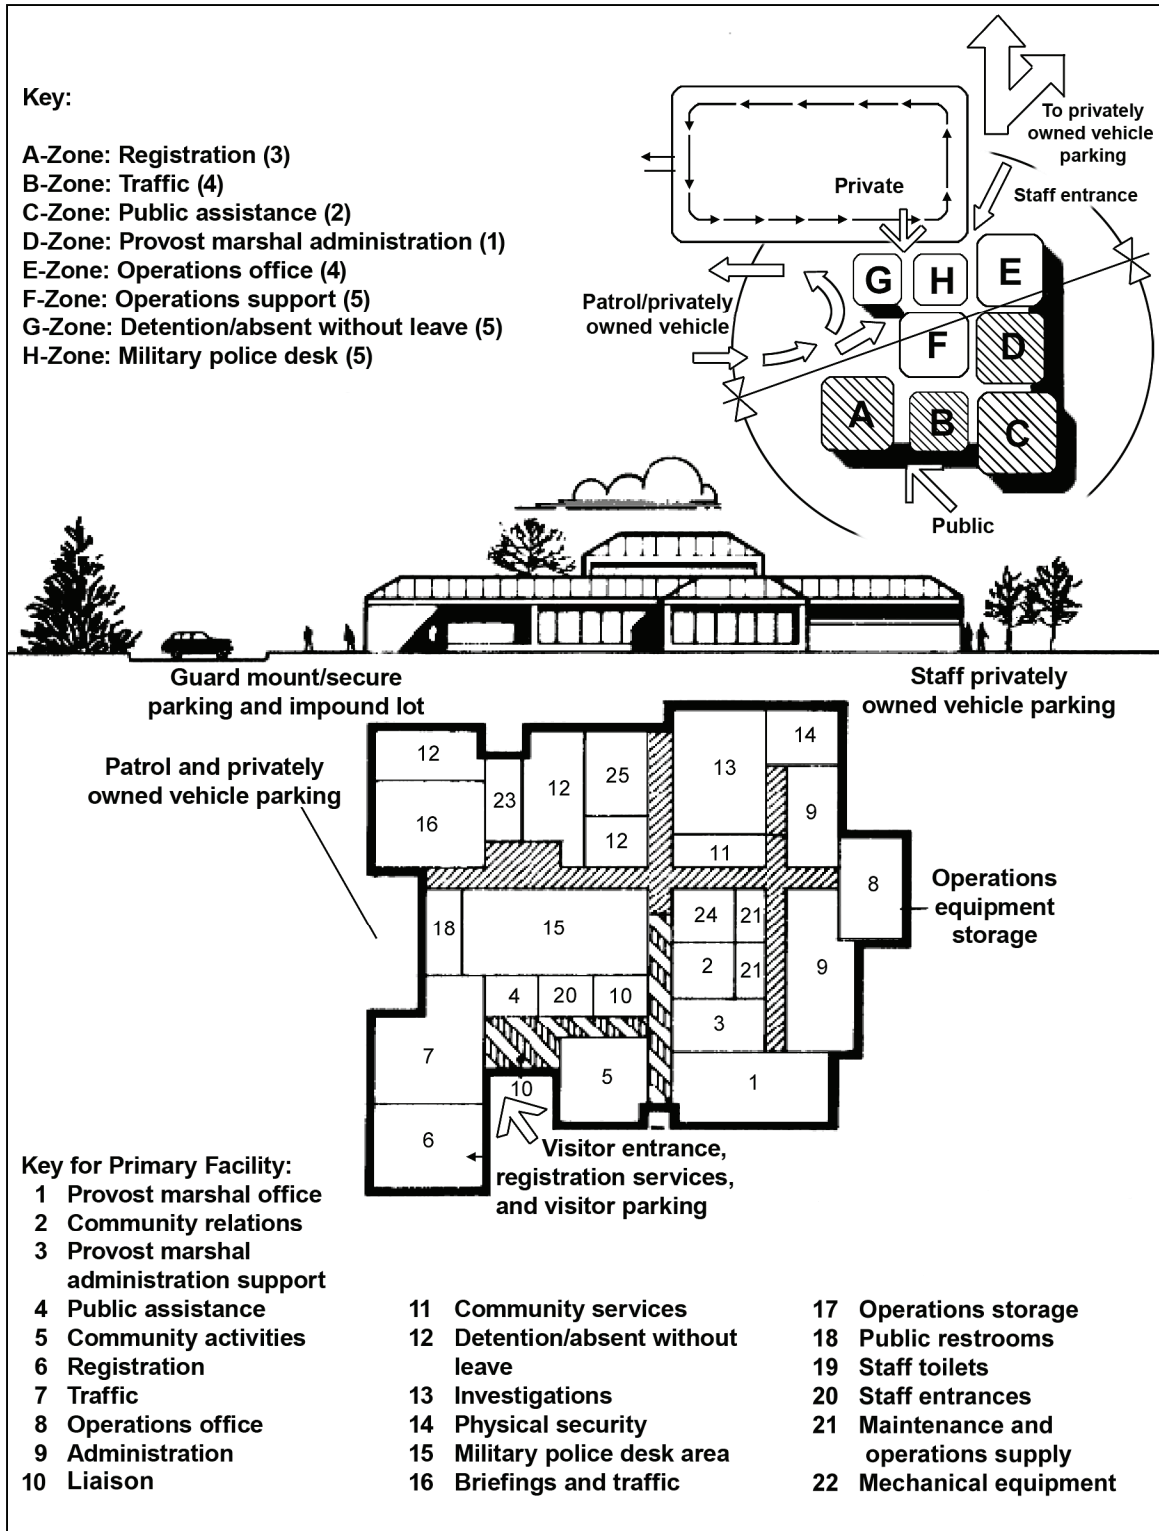 Key:
A-Zone: Registration (3)
B-Zone: Traffic (4)
C-Zone: Public assistance (2)
D-Zone: Provost marshal administration (1)
E-Zone: Operations office (4)
F-Zone: Operations support (5)
G-Zone: Detention/absent without leave (5)
H-Zone: Military police desk (5)
To privately
owned vehicle
parking
Private
Staff entrance
Patrol/privately
owned vehicle
G
H
E
F
D
A
B
C
Public
Guard mount/secure
parking and impound lot
Staff privately
owned vehicle parking
Patrol and privately
owned vehicle parking
12
23
12
25
13
14
16
12
11
9
8
Operations
equipment
storage
18
15
24
21
2
21
9
4
20
10
3
7
10
5
1
6
Visitor entrance,
registration services,
and visitor parking
Key for Primary Facility:
1 Provost marshal office
2 Community relations
3 Provost marshal
administration support
4 Public assistance
5 Community activities
6 Registration
7 Traffic
8 Operations office
9 Administration
10 Liaison
11 Community services
12 Detention/absent without
leave
13 Investigations
14 Physical security
15 Military police desk area
16 Briefings and traffic
17 Operations storage
18 Public restrooms
19 Staff toilets
20 Staff entrances
21 Maintenance and
operations supply
22 Mechanical equipment